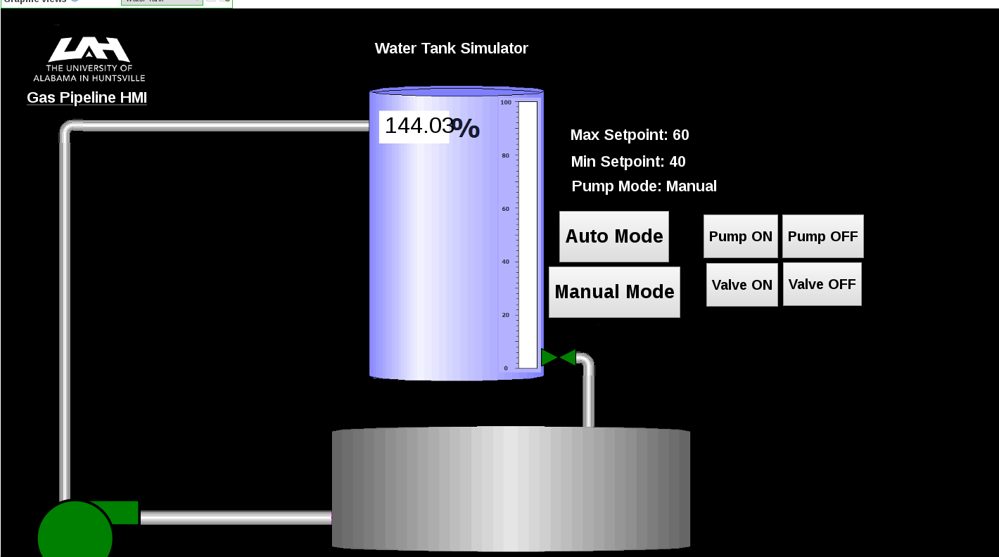 Graphic Views
Water Tank
THE UNIVERSITY OF
ALABAMA IN HUNTSVILLE
Gas Pipeline HMI
Water Tank Simulator
144.03%
100
80
60
40
20
0
Max Setpoint: 60
Min Setpoint: 40
Pump Mode: Manual
Auto Mode
Manual Mode
Pump ON
Pump OFF
Valve ON
Valve OFF